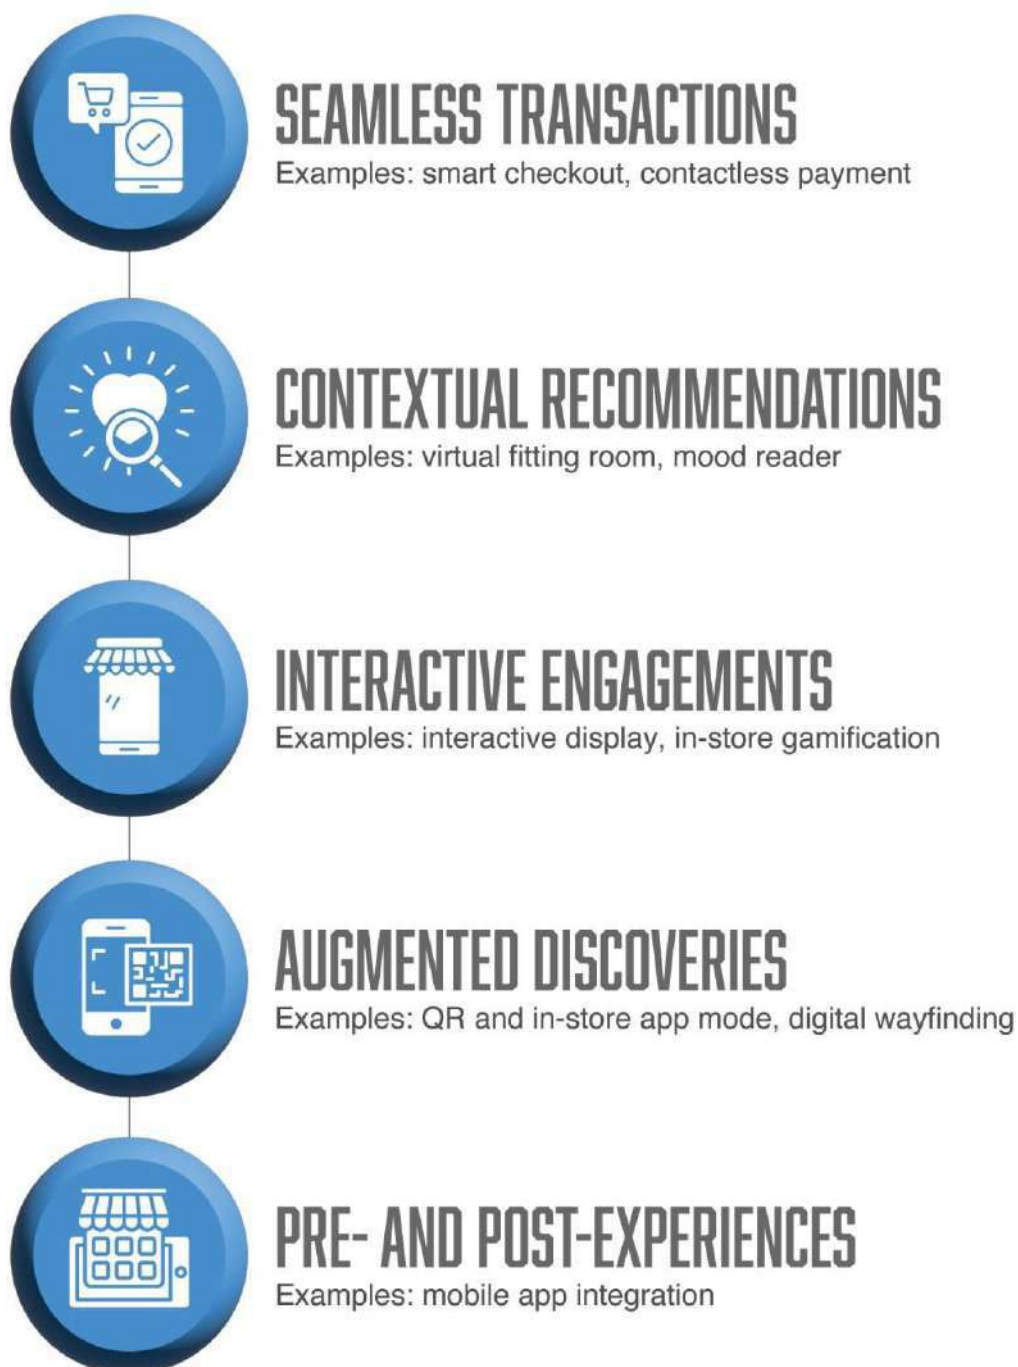 SEAMLESS TRANSACTIONS
Examples: smart checkout, contactless payment
CONTEXTUAL RECOMMENDATIONS
Examples: virtual fitting room, mood reader
INTERACTIVE ENGAGEMENTS
Examples: interactive display, in-store gamification
AUGMENTED DISCOVERIES
Examples: QR and in-store app mode, digital wayfinding
PRE- AND POST-EXPERIENCES
Examples: mobile app integration